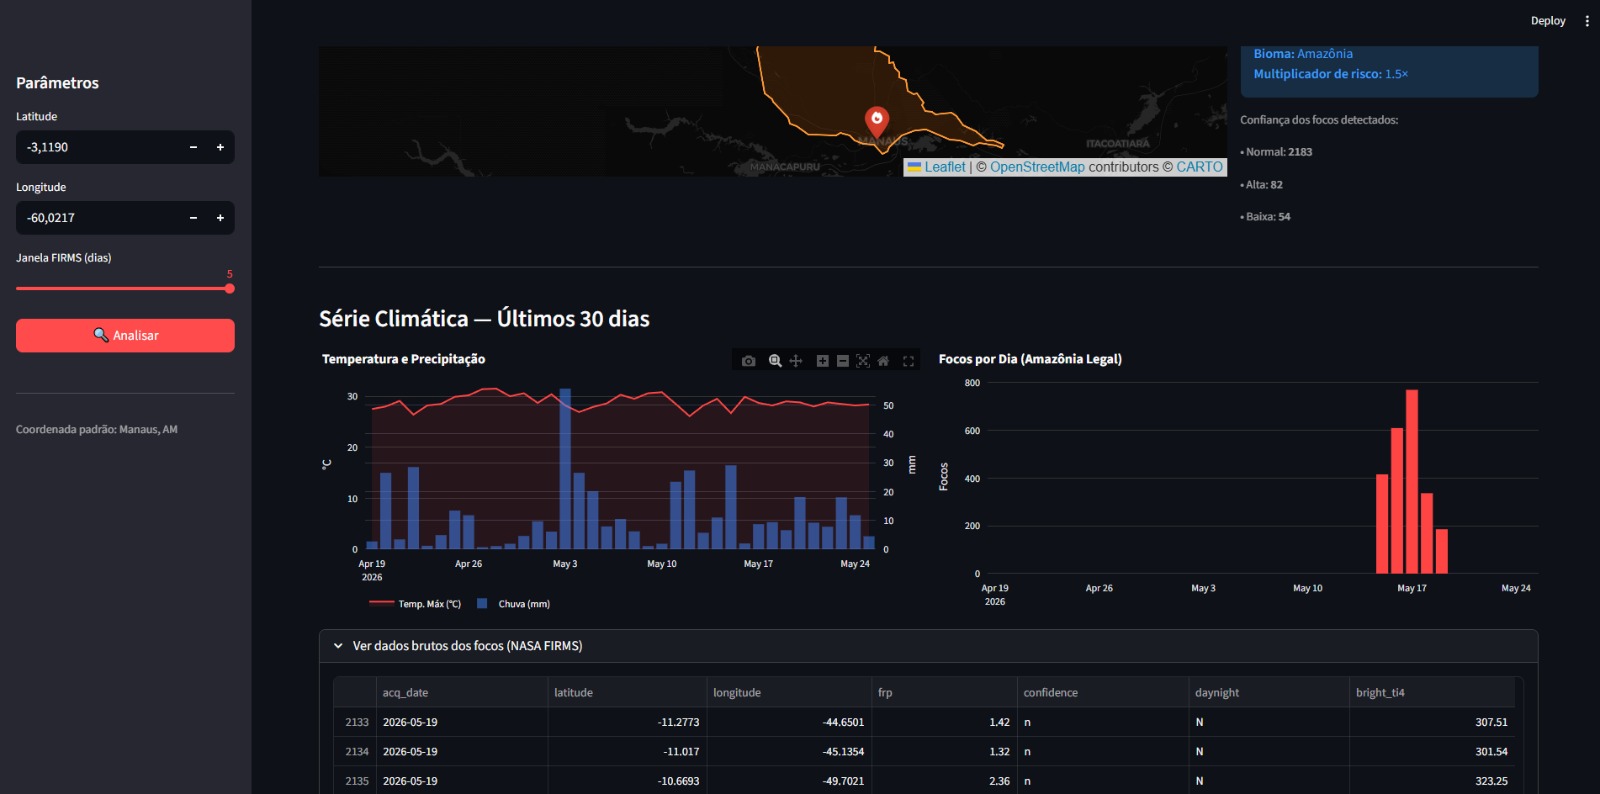 Deploy
Parâmetros
Latitude
-3,1190
Longitude
-60,0217
Janela FIRMS (dias)
5
Analisar
Coordenada padrão: Manaus, AM
MANAUS
MANACAPURU
ITACOATIARA
Leaflet | © OpenStreetMap contributors © CARTO
Bioma: Amazônia
Multiplicador de risco: 1.5×
Confiança dos focos detectados:
• Normal: 2183
• Alta: 82
• Baixa: 54
Série Climática — Últimos 30 dias
Temperatura e Precipitação
30
20
10
0
°C
50
40
30
20
10
0
mm
Apr 19
2026
Apr 26
May 3
May 10
May 17
May 24
Temp. Máx (°C)
Chuva (mm)
Focos por Dia (Amazônia Legal)
800
600
400
200
0
Focos
Apr 19
2026
Apr 26
May 3
May 10
May 17
May 24
Ver dados brutos dos focos (NASA FIRMS)
acq_date latitude longitude frp confidence daynight bright_ti4
2133 2026-05-19 -11.2773 -44.6501 1.42 n N 307.51
2134 2026-05-19 -11.017 -45.1354 1.32 n N 301.54
2135 2026-05-19 -10.6693 -49.7021 2.36 n N 323.25